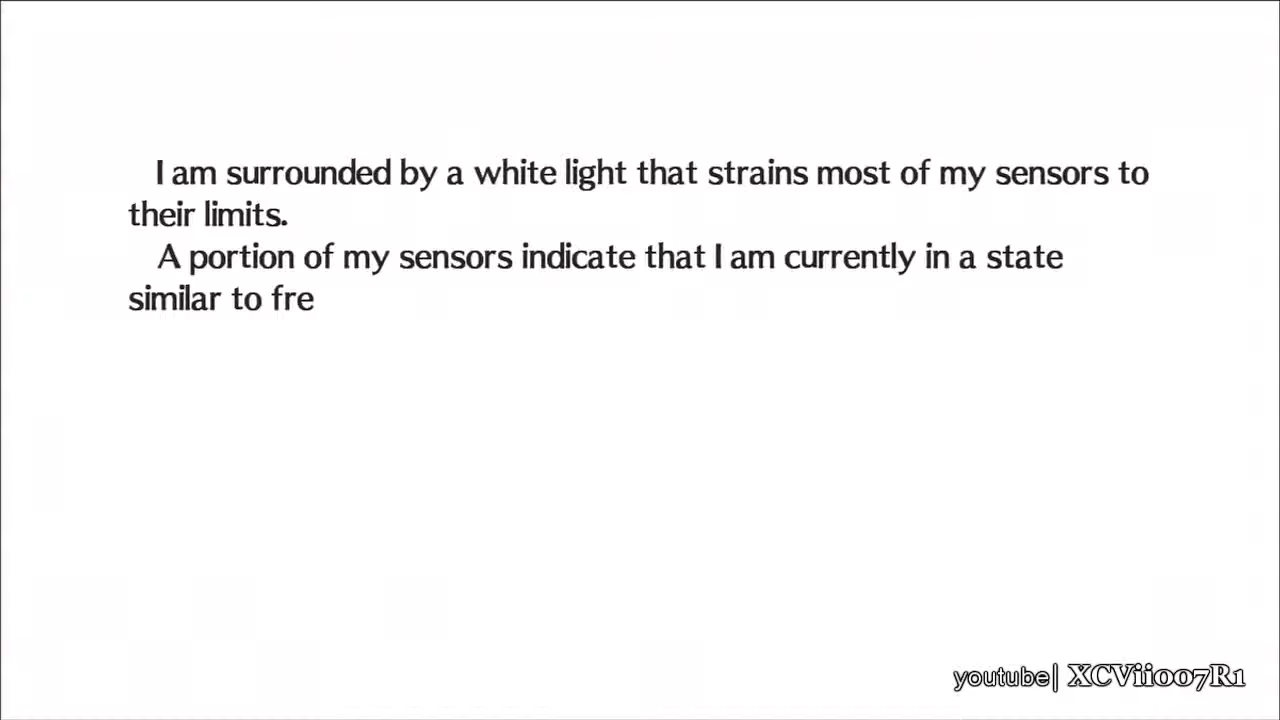 I am surrounded by a white light that strains most of my sensors to
their limits.
A portion of my sensors indicate that I am currently in a state
similar to fre
youtube| XCVii007R1